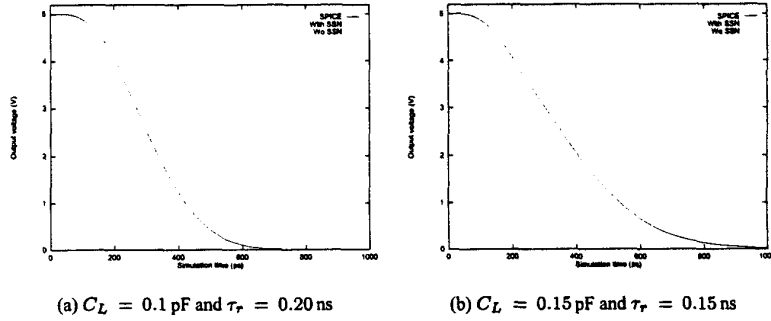 5
4
3
2
1
0
Output voltage (V)
0
200
400
600
800
1000
Simulation time (ps)
SPICE
With SSN
Wo SSN
(a) C_L = 0.1 pF and τ_r = 0.20 ns
5
4
3
2
1
0
Output voltage (V)
0
200
400
600
800
1000
Simulation time (ps)
SPICE
With SSN
Wo SSN
(b) C_L = 0.15 pF and τ_r = 0.15 ns